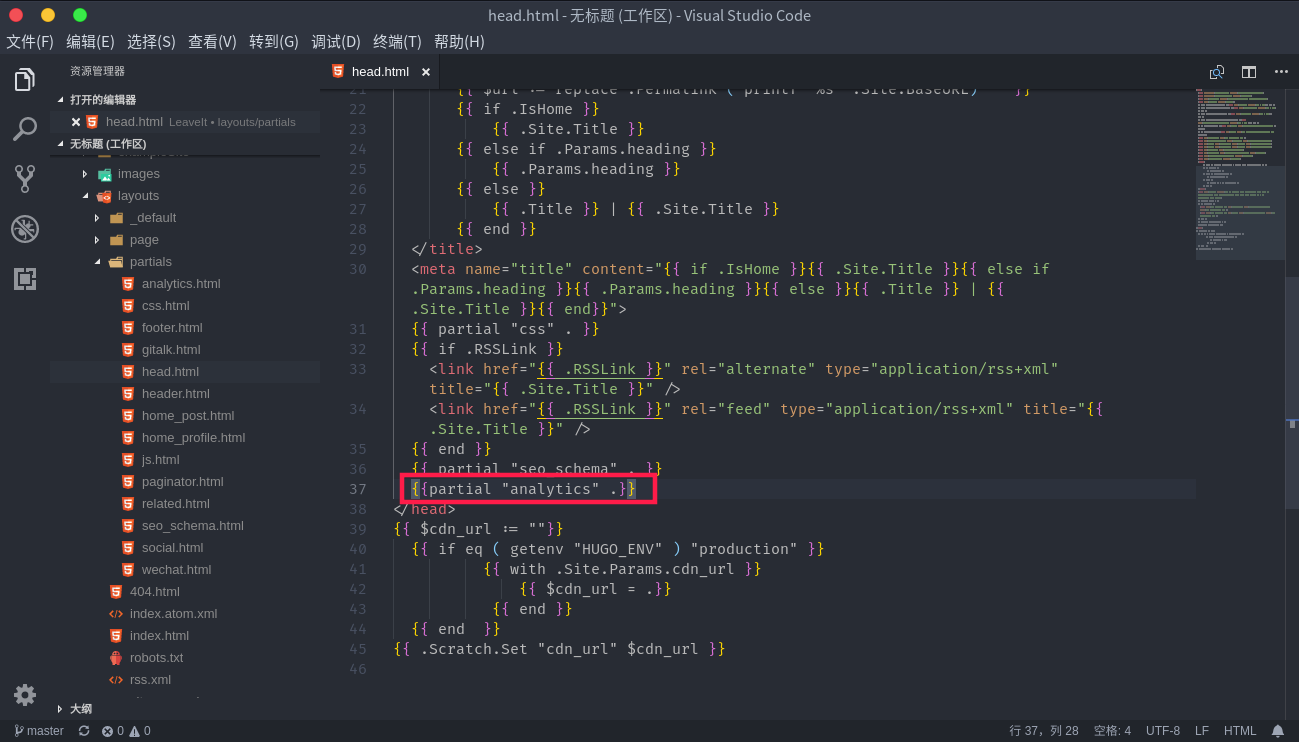 head.html - 无标题 (工作区) - Visual Studio Code
文件(F) 编辑(E) 选择(S) 查看(V) 转到(G) 调试(D) 终端(T) 帮助(H)
资源管理器
打开的编辑器
head.html LeaveIt • layouts/partials
无标题 (工作区)
images
layouts
_default
page
partials
analytics.html
css.html
footer.html
gitalk.html
head.html
header.html
home_post.html
home_profile.html
js.html
paginator.html
related.html
seo_schema.html
social.html
wechat.html
404.html
index.atom.xml
index.html
robots.txt
rss.xml
大纲
head.html
21 {{ $url := replace .Permalink ( printf "%s" .Site.BaseURL) "" }}
22 {{ if .IsHome }}
23 {{ .Site.Title }}
24 {{ else if .Params.heading }}
25 {{ .Params.heading }}
26 {{ else }}
27 {{ .Title }} | {{ .Site.Title }}
28 {{ end }}
29 </title>
30 <meta name="title" content="{{ if .IsHome }}{{ .Site.Title }}{{ else if
.Params.heading }}{{ .Params.heading }}{{ else }}{{ .Title }} | {{
.Site.Title }}{{ end}}">
31 {{ partial "css" . }}
32 {{ if .RSSLink }}
33 <link href="{{ .RSSLink }}" rel="alternate" type="application/rss+xml"
title="{{ .Site.Title }}" />
34 <link href="{{ .RSSLink }}" rel="feed" type="application/rss+xml" title="{{
.Site.Title }}" />
35 {{ end }}
36 {{ partial "seo_schema" . }}
37 {{partial "analytics" .}}
38 </head>
39 {{ $cdn_url := ""}}
40 {{ if eq ( getenv "HUGO_ENV" ) "production" }}
41 {{ with .Site.Params.cdn_url }}
42 {{ $cdn_url = .}}
43 {{ end }}
44 {{ end  }}
45 {{ .Scratch.Set "cdn_url" $cdn_url }}
46
master 0 0 行 37，列 28 空格: 4 UTF-8 LF HTML